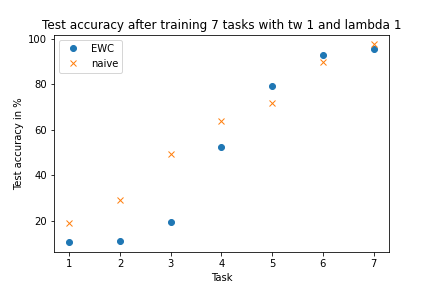 Test accuracy after training 7 tasks with tw 1 and lambda 1
EWC
naive
Test accuracy in %
100
80
60
40
20
1 2 3 4 5 6 7
Task